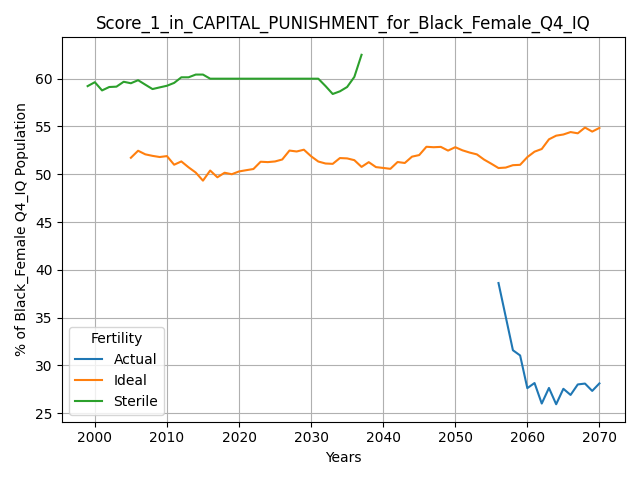 Score_1_in_CAPITAL_PUNISHMENT_for_Black_Female_Q4_IQ
% of Black_Female Q4_IQ Population
60
55
50
45
40
35
30
25
Fertility
Actual
Ideal
Sterile
2000 2010 2020 2030 2040 2050 2060 2070
Years